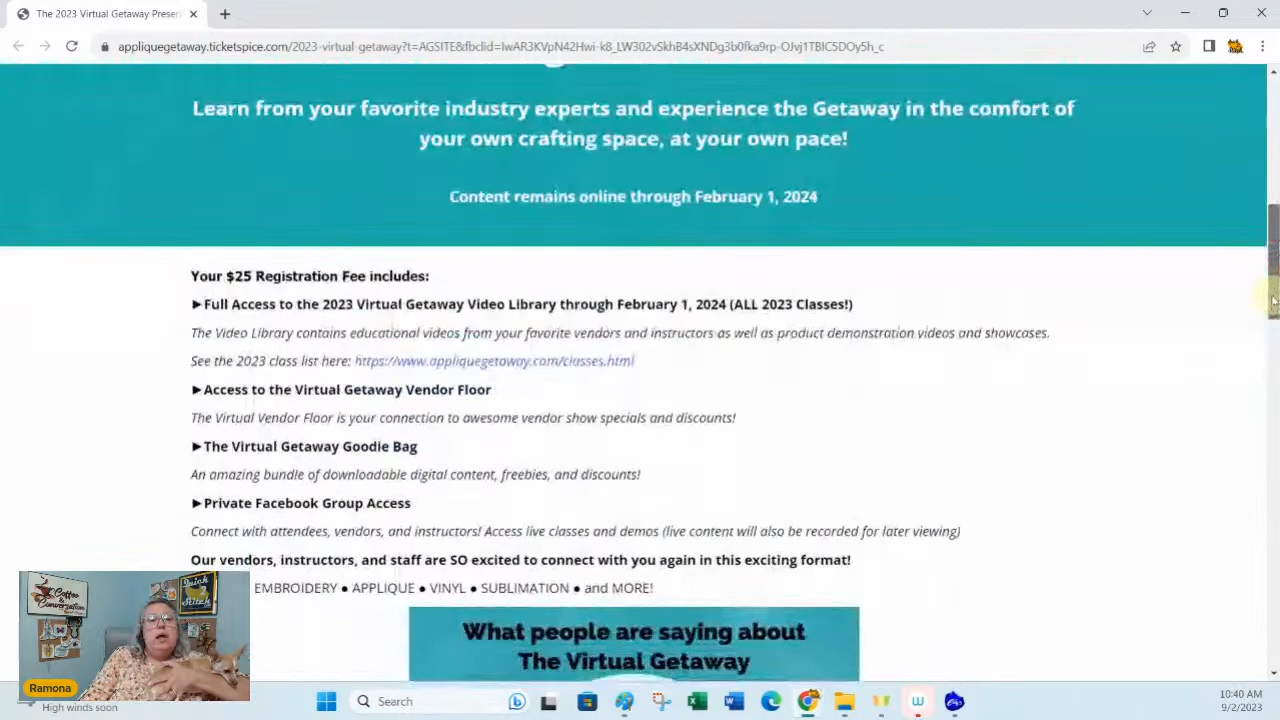 The 2023 Virtual Getaway Presen
appliquegetaway.ticketspice.com/2023-virtual-getaway?t=AGSITE&fbclid=IwAR3KVpN42Hwi-k8_LW302vSkhB4sXNDg3b0fka9rp-OJvj1TBIC5DOy5h_c
Learn from your favorite industry experts and experience the Getaway in the comfort of
your own crafting space, at your own pace!
Content remains online through February 1, 2024
Your $25 Registration Fee includes:
►Full Access to the 2023 Virtual Getaway Video Library through February 1, 2024 (ALL 2023 Classes!)
The Video Library contains educational videos from your favorite vendors and instructors as well as product demonstration videos and showcases.
See the 2023 class list here: https://www.appliquegetaway.com/classes.html
►Access to the Virtual Getaway Vendor Floor
The Virtual Vendor Floor is your connection to awesome vendor show specials and discounts!
►The Virtual Getaway Goodie Bag
An amazing bundle of downloadable digital content, freebies, and discounts!
►Private Facebook Group Access
Connect with attendees, vendors, and instructors! Access live classes and demos (live content will also be recorded for later viewing)
Our vendors, instructors, and staff are SO excited to connect with you again in this exciting format!
EMBROIDERY ● APPLIQUE ● VINYL ● SUBLIMATION ● and MORE!
What people are saying about
The Virtual Getaway
Coffee
Conversation
Quick
Stitch
Ramona
High winds soon
Search
10:40 AM
9/2/2023